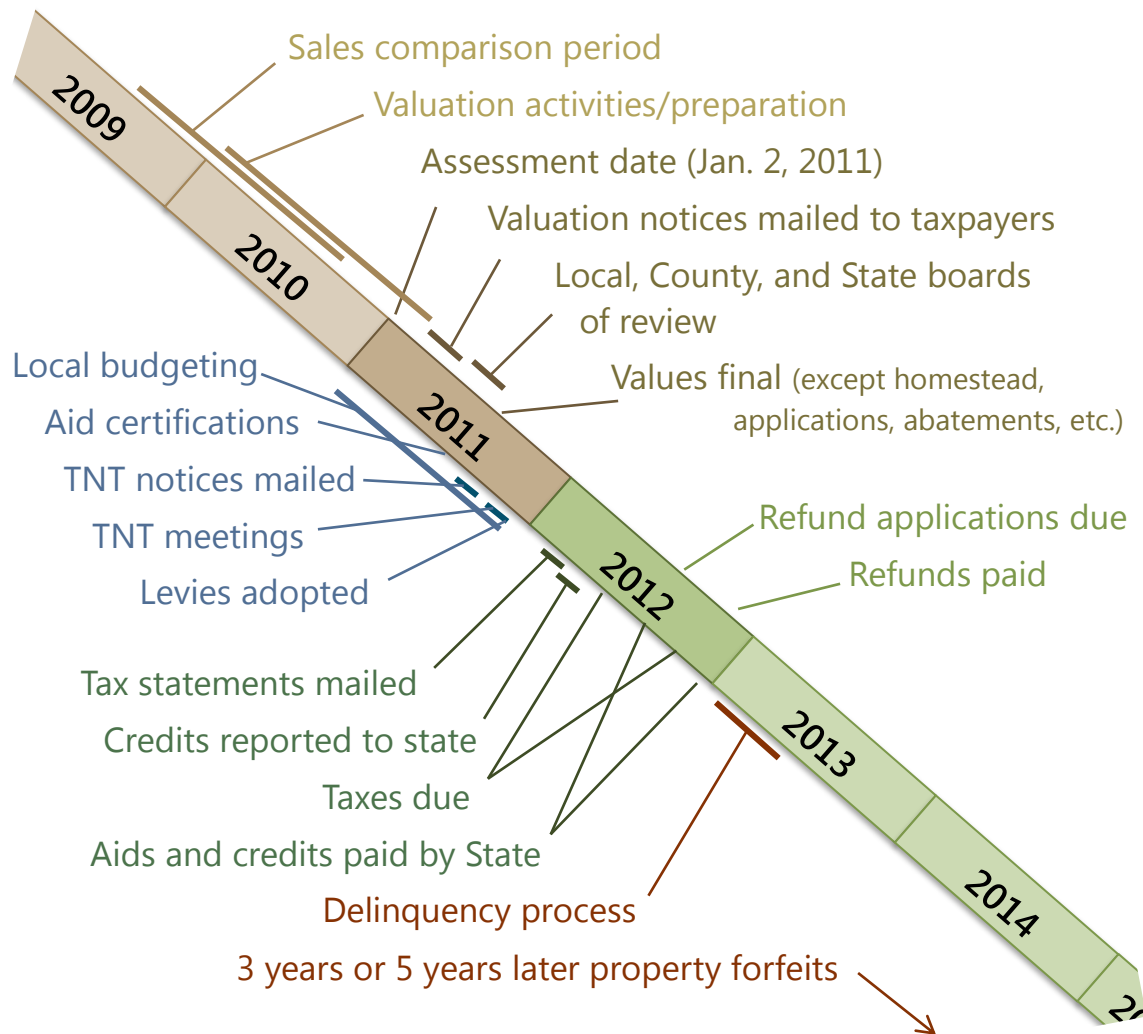 Sales comparison period
2009
Valuation activities/preparation
Assessment date (Jan. 2, 2011)
Valuation notices mailed to taxpayers
2010
Local, County, and State boards
of review
Local budgeting
Values final (except homestead,
applications, abatements, etc.)
Aid certifications
2011
TNT notices mailed
Refund applications due
TNT meetings
Refunds paid
Levies adopted
2012
Tax statements mailed
Credits reported to state
2013
Taxes due
Aids and credits paid by State
Delinquency process
2014
3 years or 5 years later property forfeits